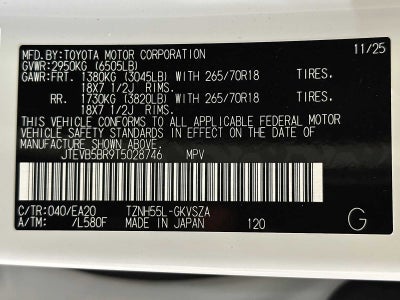 MFD.BY:TOYOTA MOTOR CORPORATION 11/25
GVWR:2950KG (6505LB)
GAWR:FRT. 1380KG (3045LB) WITH 265/70R18 TIRES.
18X7 1/2J RIMS
RR. 1730KG (3820LB) WITH 265/70R18 TIRES.
18X7 1/2J RIMS
THIS VEHICLE CONFORMS TO ALL APPLICABLE FEDERAL MOTOR
VEHICLE SAFETY STANDARDS IN EFFECT ON THE DATE OF
MANUFACTURE SHOWN ABOVE.
JTEVB5BR9T5028746 MPV
C/TR:040/EA20 TZNH55L-GKVSZA
A/TM: /L580F MADE IN JAPAN 120 G